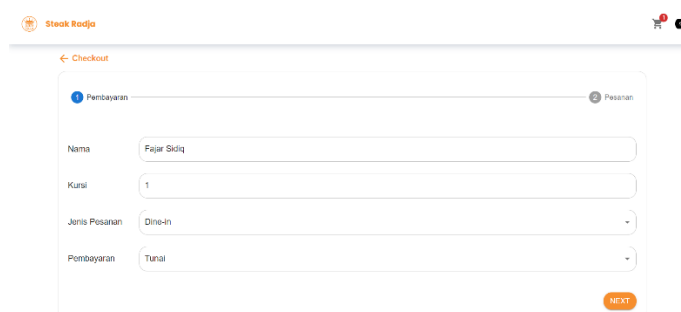 Steak Radja
1
← Checkout
1 Pembayaran
2 Pesanan
Nama Fajar Sidiq
Kursi 1
Jenis Pesanan Dine-in
Pembayaran Tunai
NEXT